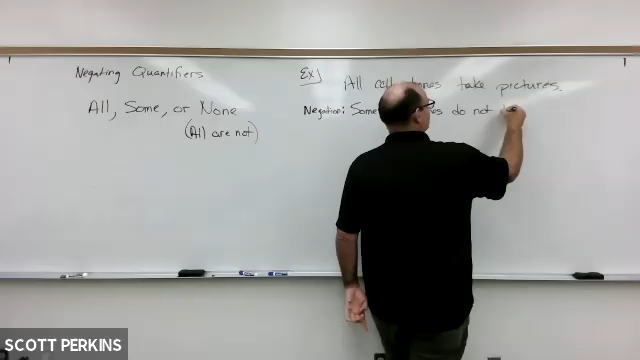 Negating Quantifiers
All, Some, or None
(All are not)
Ex) All cell take pictures.
Negation: Some do not
SCOTT PERKINS